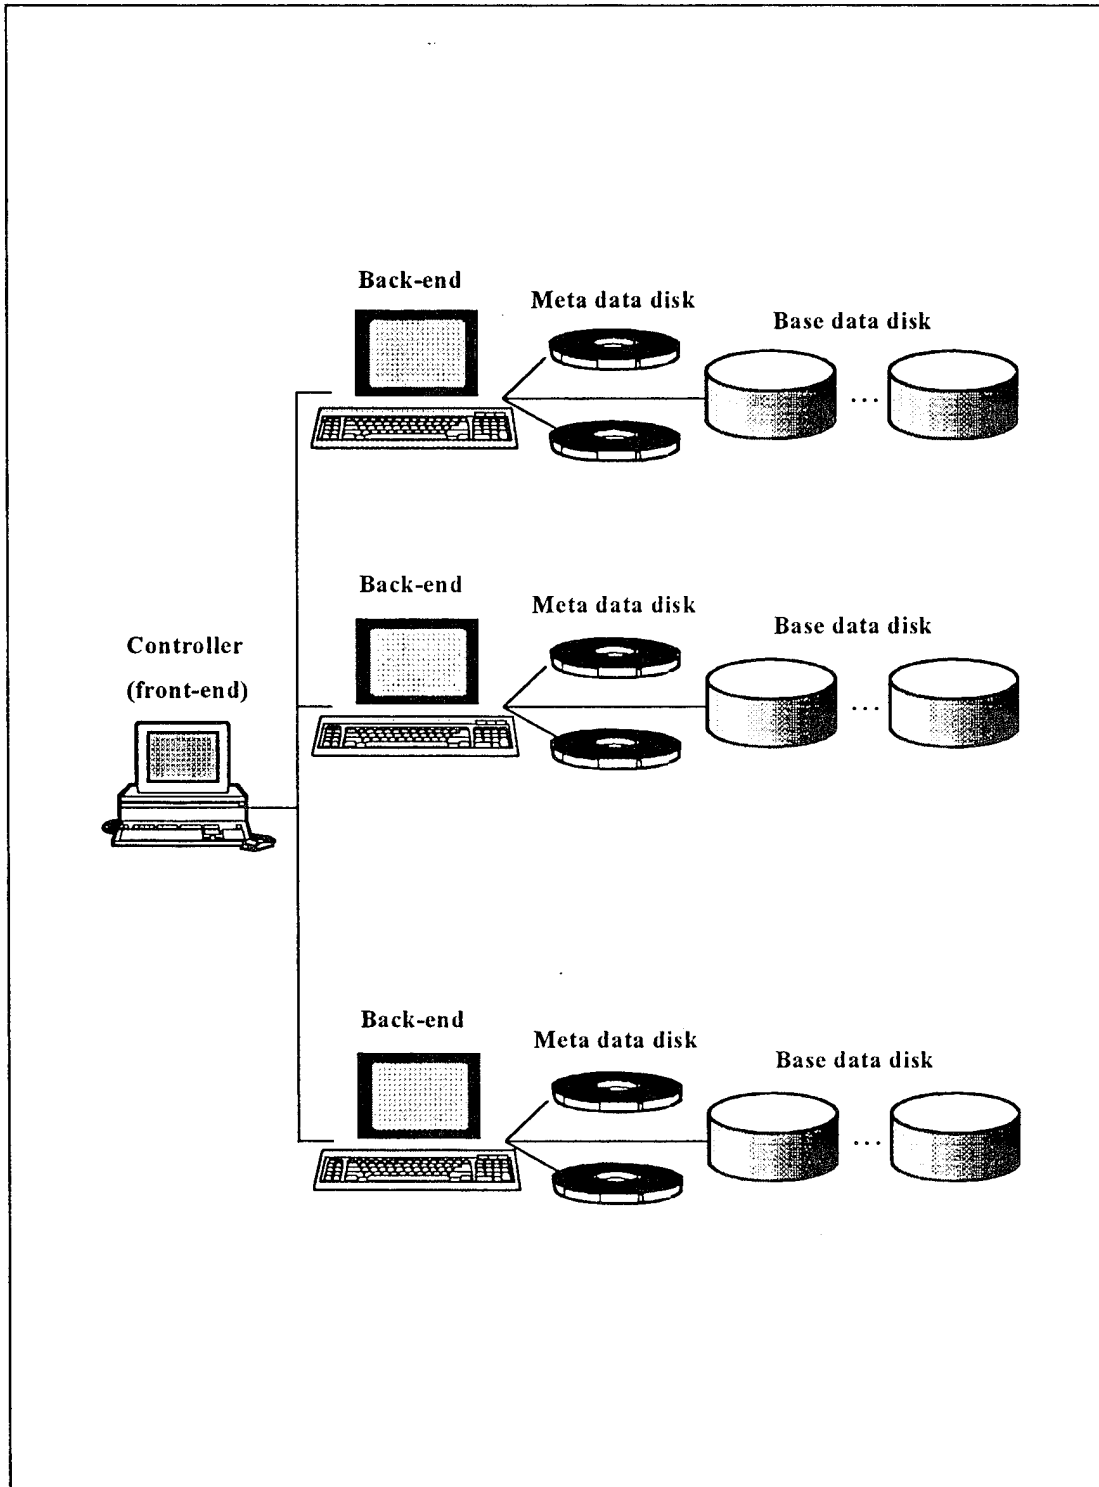 Back-end
Meta data disk
Base data disk
...
Back-end
Meta data disk
Base data disk
...
Controller
(front-end)
Back-end
Meta data disk
Base data disk
...